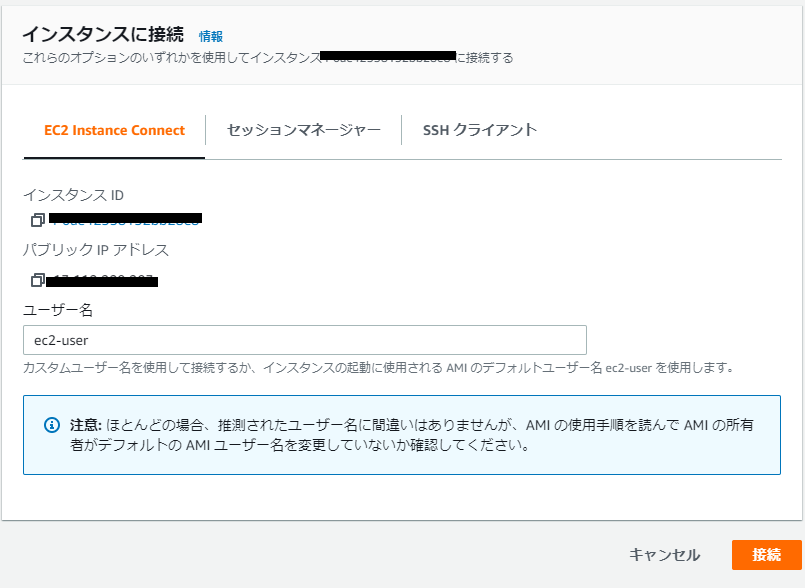 インスタンスに接続 情報
これらのオプションのいずれかを使用してインスタンス に接続する
EC2 Instance Connect セッションマネージャー SSH クライアント
インスタンス ID
パブリック IP アドレス
ユーザー名
ec2-user
カスタムユーザー名を使用して接続するか、インスタンスの起動に使用される AMI のデフォルトユーザー名 ec2-user を使用します。
注意: ほとんどの場合、推測されたユーザー名に間違いはありませんが、AMI の使用手順を読んで AMI の所有
者がデフォルトの AMI ユーザー名を変更していないか確認してください。
キャンセル 接続